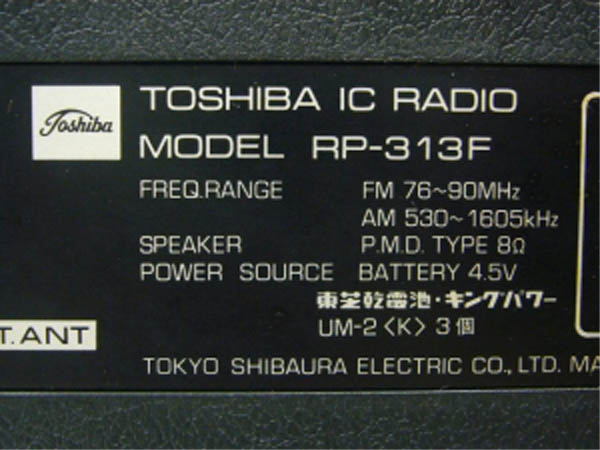 Toshiba
TOSHIBA IC RADIO
MODEL RP-313F
FREQ.RANGE FM 76~90MHz
AM 530~1605kHz
SPEAKER P.M.D. TYPE 8Ω
POWER SOURCE BATTERY 4.5V
東芝乾電池・キングパワー
UM-2〈K〉3個
T.ANT
TOKYO SHIBAURA ELECTRIC CO., LTD. MA